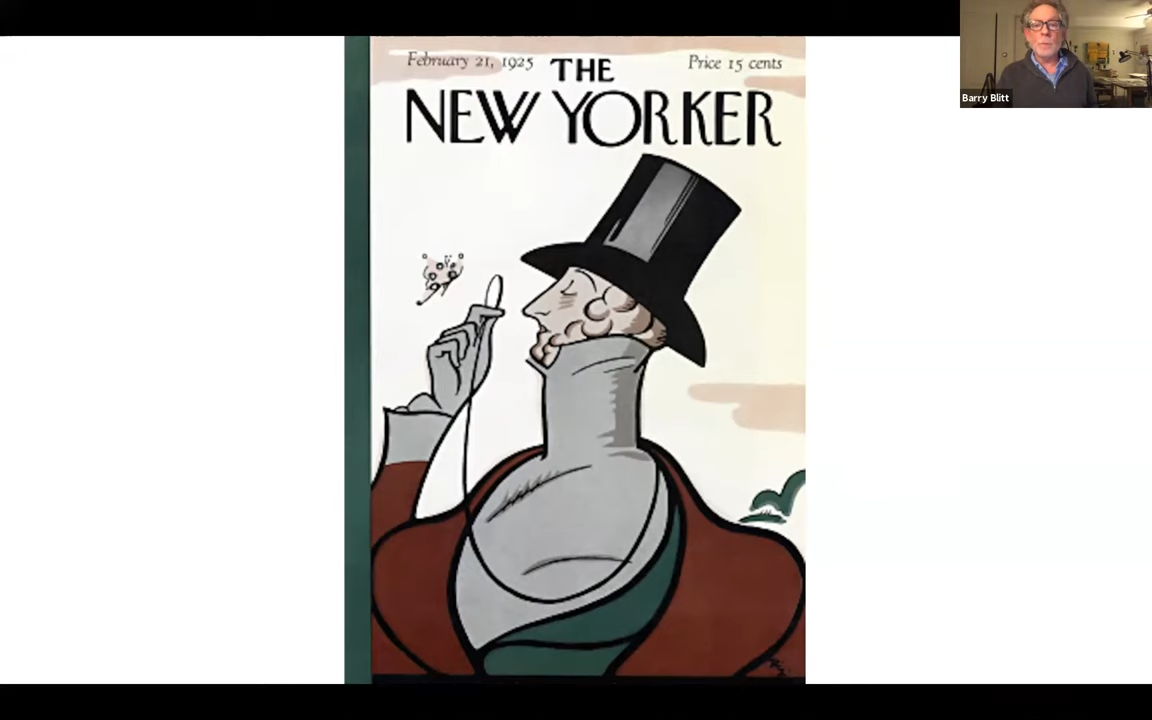 February 21, 1925
Price 15 cents
THE
NEW YORKER
Barry Blitt